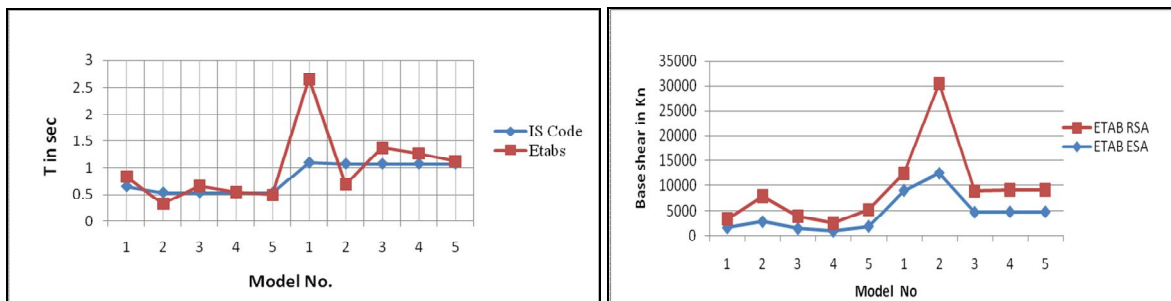 3
2.5
2
1.5
1
0.5
0
T in sec
1 2 3 4 5 1 2 3 4 5
Model No.
IS Code
Etabs
35000
30000
25000
20000
15000
10000
5000
0
Base shear in Kn
1 2 3 4 5 1 2 3 4 5
Model No
ETAB RSA
ETAB ESA